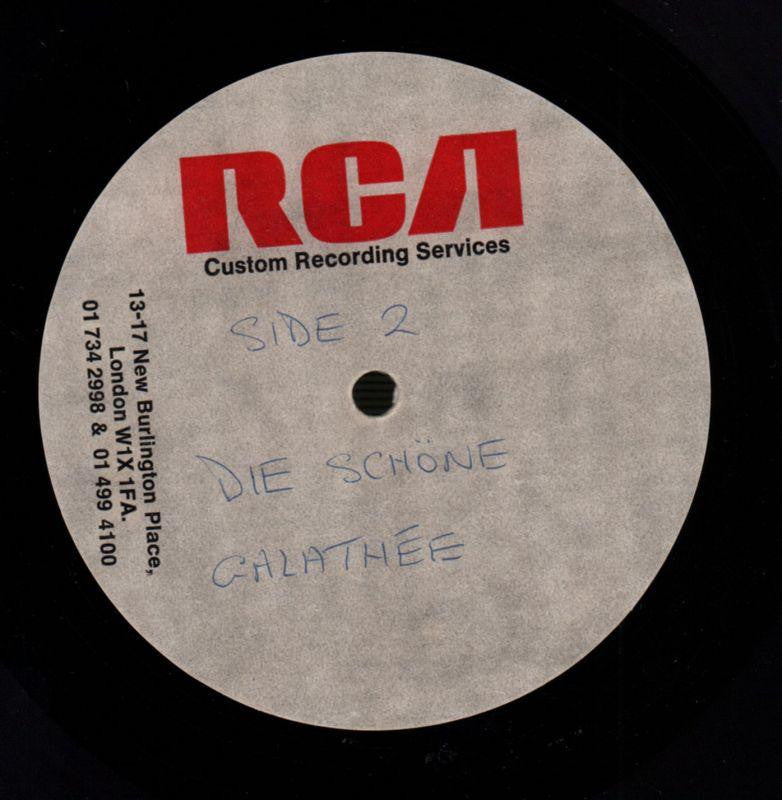 RCA
Custom Recording Services
13-17 New Burlington Place,
London W1X 1FA.
01 734 2998 & 01 499 4100
SIDE 2
DIE SCHÖNE
GALATHÉE